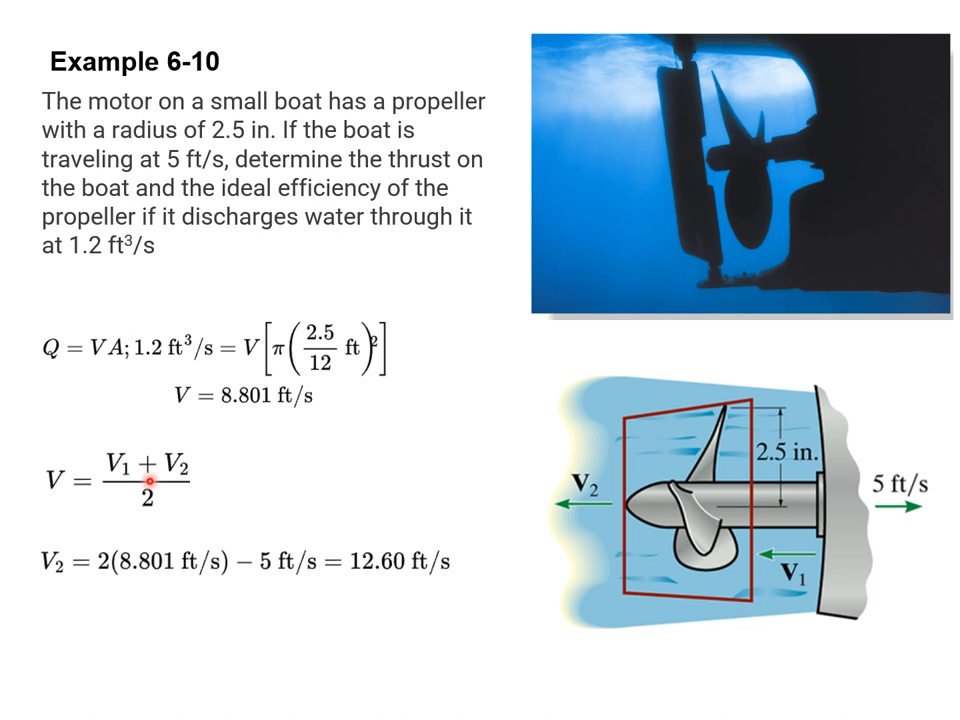 Example 6-10
The motor on a small boat has a propeller
with a radius of 2.5 in. If the boat is
traveling at 5 ft/s, determine the thrust on
the boat and the ideal efficiency of the
propeller if it discharges water through it
at 1.2 ft³/s
Q = VA; 1.2 ft³/s = V[π(2.5/12 ft)²]
V = 8.801 ft/s
V = (V₁ + V₂)/2
V₂ = 2(8.801 ft/s) − 5 ft/s = 12.60 ft/s
2.5 in.
V₂
5 ft/s
V₁